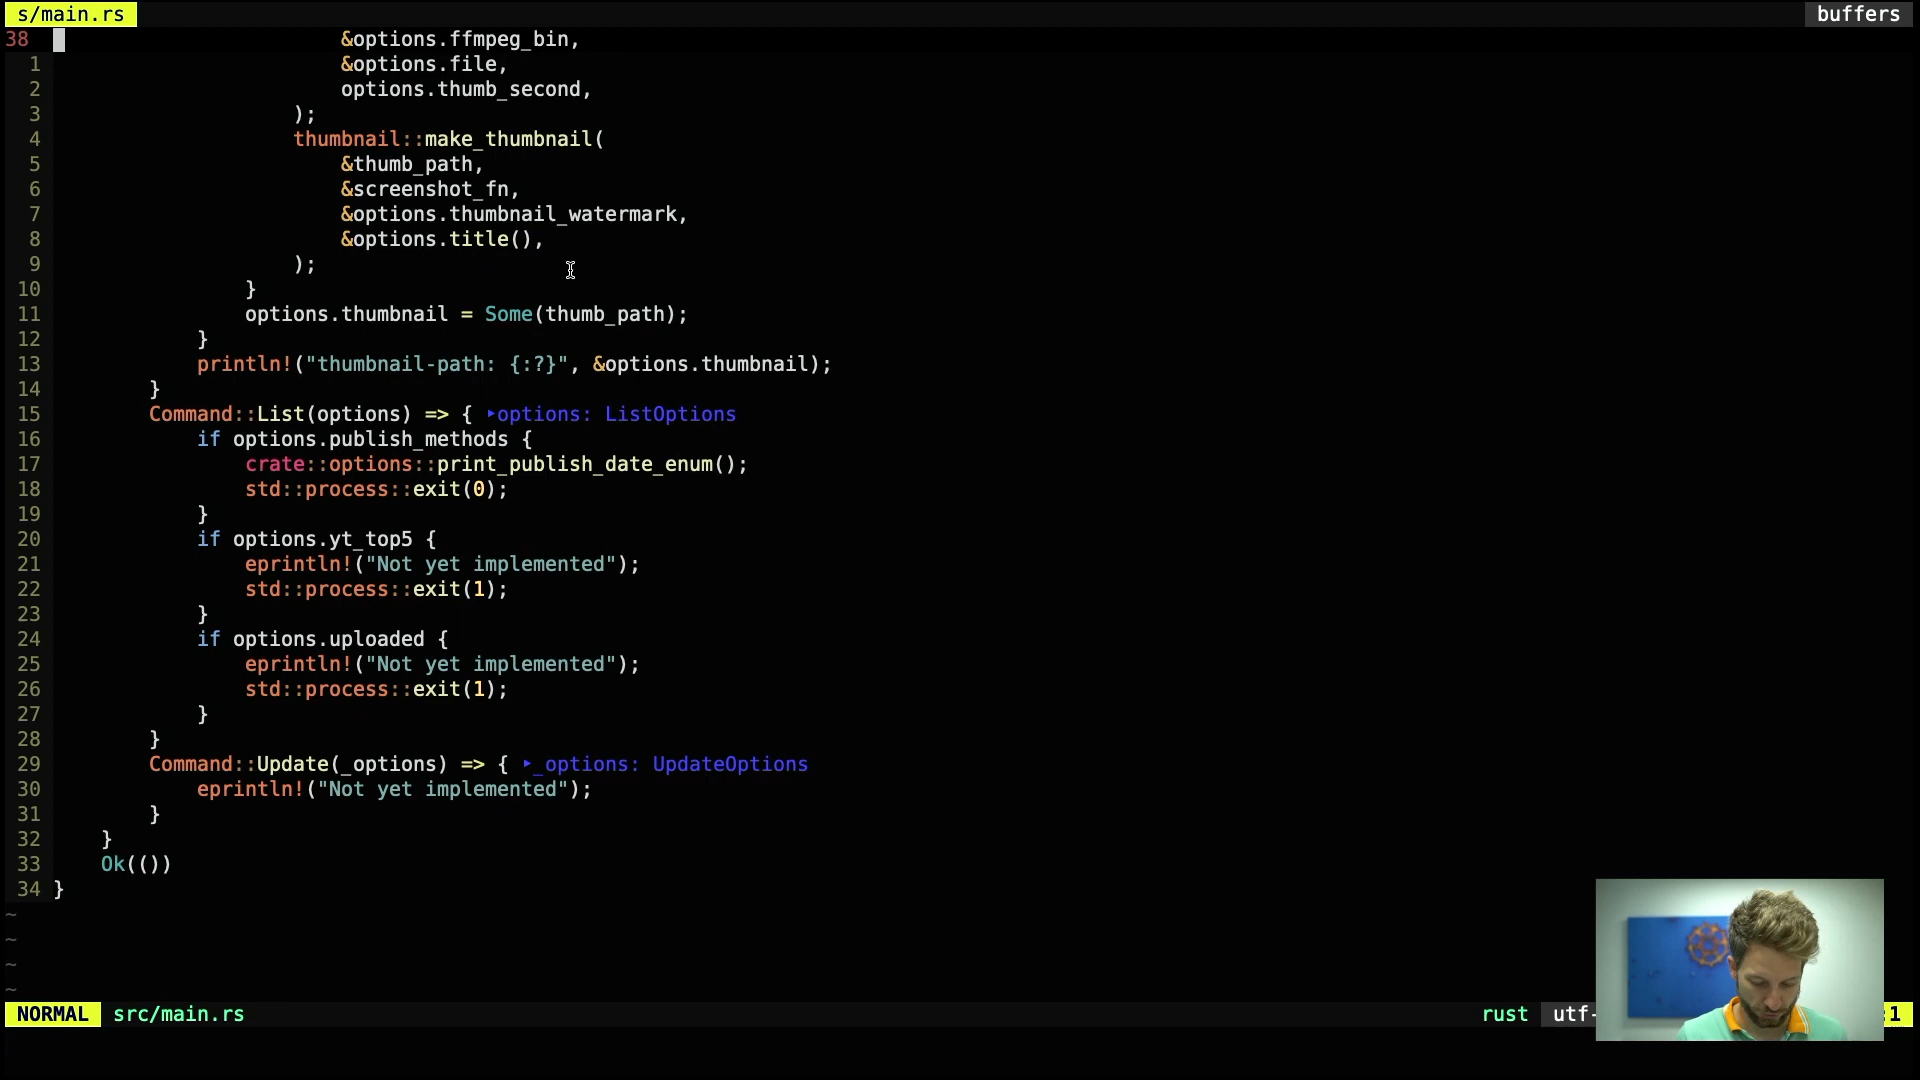 s/main.rs buffers
38 &options.ffmpeg_bin,
1 &options.file,
2 options.thumb_second,
3 );
4 thumbnail::make_thumbnail(
5 &thumb_path,
6 &screenshot_fn,
7 &options.thumbnail_watermark,
8 &options.title(),
9 );
10 }
11 options.thumbnail = Some(thumb_path);
12 }
13 println!("thumbnail-path: {:?}", &options.thumbnail);
14 }
15 Command::List(options) => { ‣options: ListOptions
16 if options.publish_methods {
17 crate::options::print_publish_date_enum();
18 std::process::exit(0);
19 }
20 if options.yt_top5 {
21 eprintln!("Not yet implemented");
22 std::process::exit(1);
23 }
24 if options.uploaded {
25 eprintln!("Not yet implemented");
26 std::process::exit(1);
27 }
28 }
29 Command::Update(_options) => { ‣_options: UpdateOptions
30 eprintln!("Not yet implemented");
31 }
32 }
33 Ok(())
34 }
~
~
~
~
NORMAL src/main.rs rust utf- :1